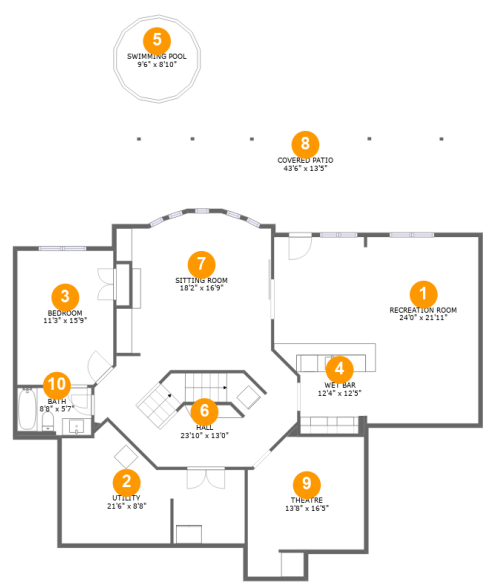 5
SWIMMING POOL
9'6" x 8'10"
8
COVERED PATIO
43'6" x 13'5"
7
SITTING ROOM
18'2" x 16'9"
3
BEDROOM
11'3" x 15'9"
1
RECREATION ROOM
24'0" x 21'11"
4
WET BAR
12'4" x 12'5"
10
BATH
8'8" x 5'7"
6
HALL
23'10" x 13'0"
2
UTILITY
21'6" x 8'8"
9
THEATRE
13'8" x 16'5"